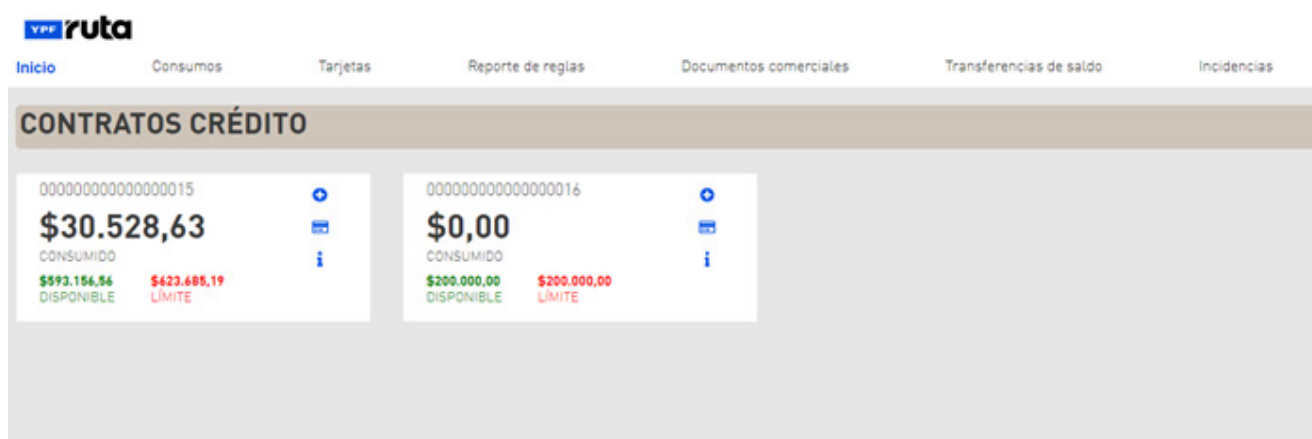 YPF ruta
Inicio Consumos Tarjetas Reporte de reglas Documentos comerciales Transferencias de saldo Incidencias
CONTRATOS CRÉDITO
000000000000000015
$30.528,63
CONSUMIDO
$593.156,56 $623.685,19
DISPONIBLE LÍMITE
000000000000000016
$0,00
CONSUMIDO
$200.000,00 $200.000,00
DISPONIBLE LÍMITE